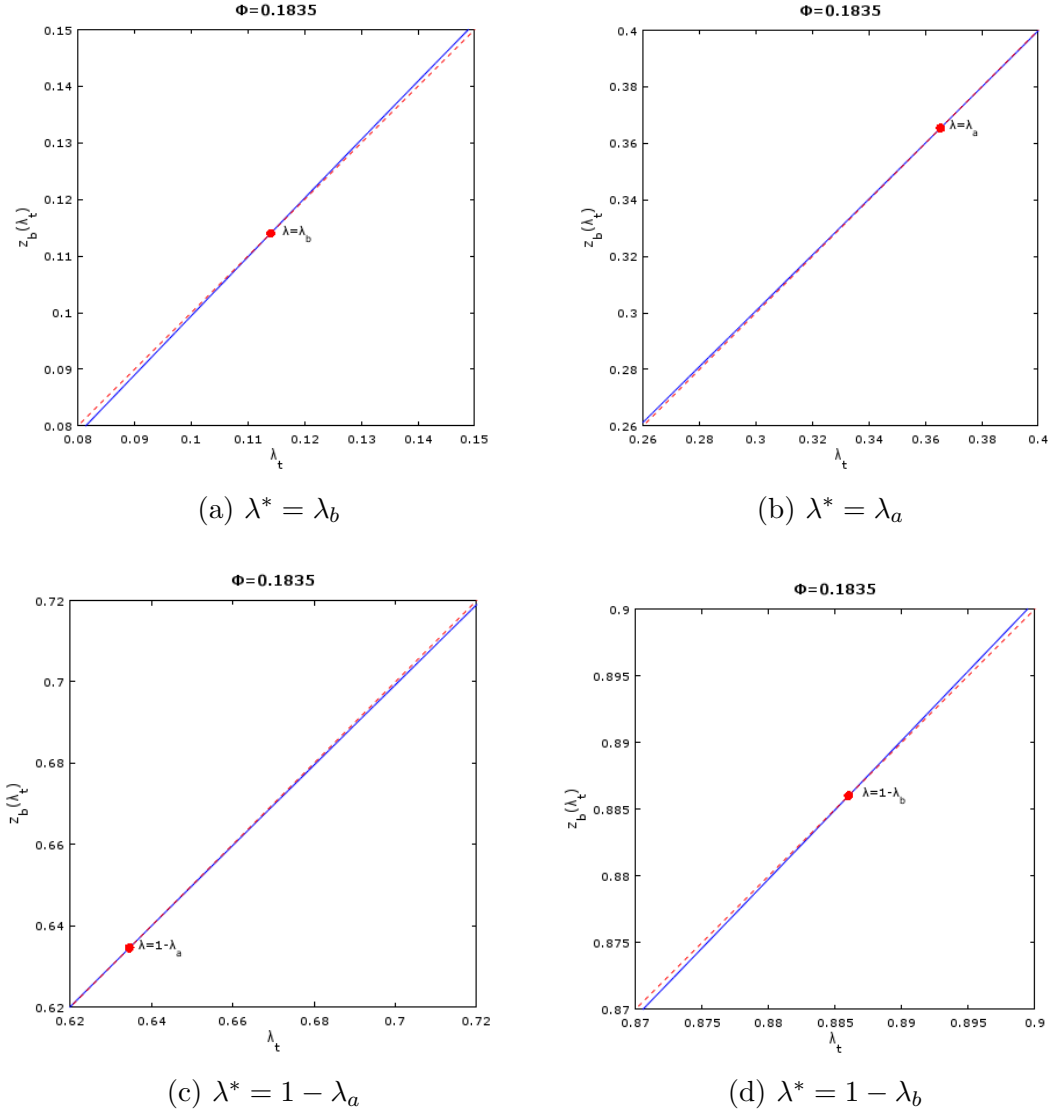 Φ=0.1835
0.15
0.14
0.13
0.12
0.11
0.1
0.09
0.08
z_b(λ_t)
λ=λ_b
0.08 0.09 0.1 0.11 0.12 0.13 0.14 0.15
λ_t
(a) λ* = λ_b
Φ=0.1835
0.4
0.38
0.36
0.34
0.32
0.3
0.28
0.26
z_b(λ_t)
λ=λ_a
0.26 0.28 0.3 0.32 0.34 0.36 0.38 0.4
λ_t
(b) λ* = λ_a
Φ=0.1835
0.72
0.7
0.68
0.66
0.64
0.62
z_b(λ_t)
λ=1-λ_a
0.62 0.64 0.66 0.68 0.7 0.72
λ_t
(c) λ* = 1 − λ_a
Φ=0.1835
0.9
0.895
0.89
0.885
0.88
0.875
0.87
z_b(λ_t)
λ=1-λ_b
0.87 0.875 0.88 0.885 0.89 0.895 0.9
λ_t
(d) λ* = 1 − λ_b